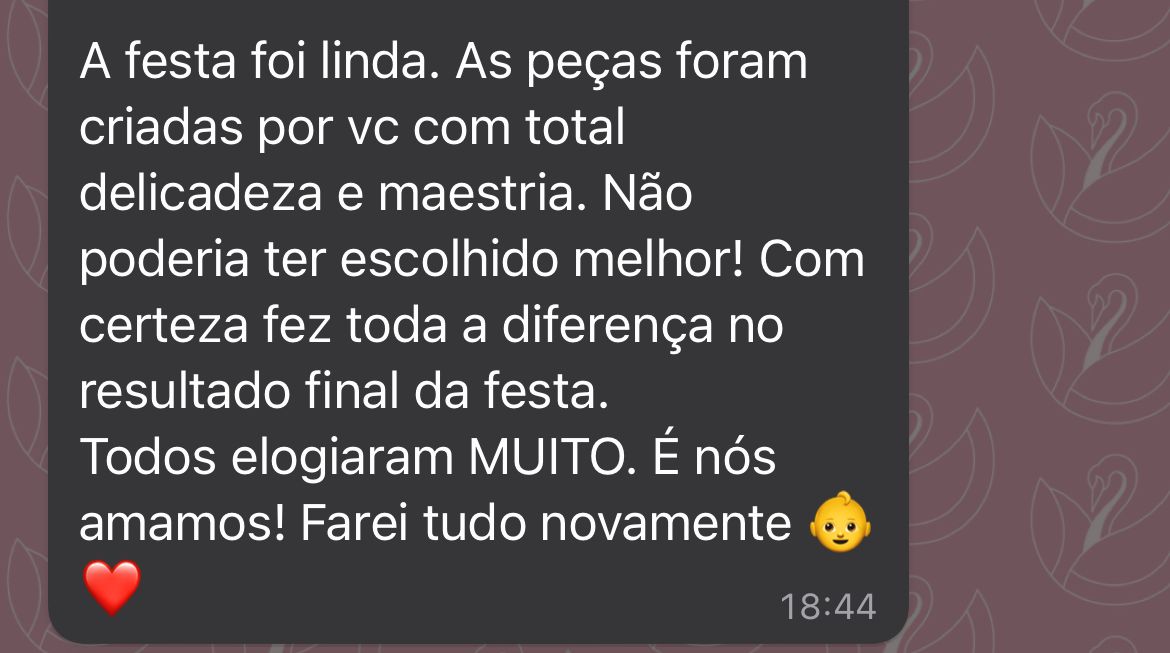 A festa foi linda. As peças foram
criadas por vc com total
delicadeza e maestria. Não
poderia ter escolhido melhor! Com
certeza fez toda a diferença no
resultado final da festa.
Todos elogiaram MUITO. É nós
amamos! Farei tudo novamente 👶
❤️
18:44